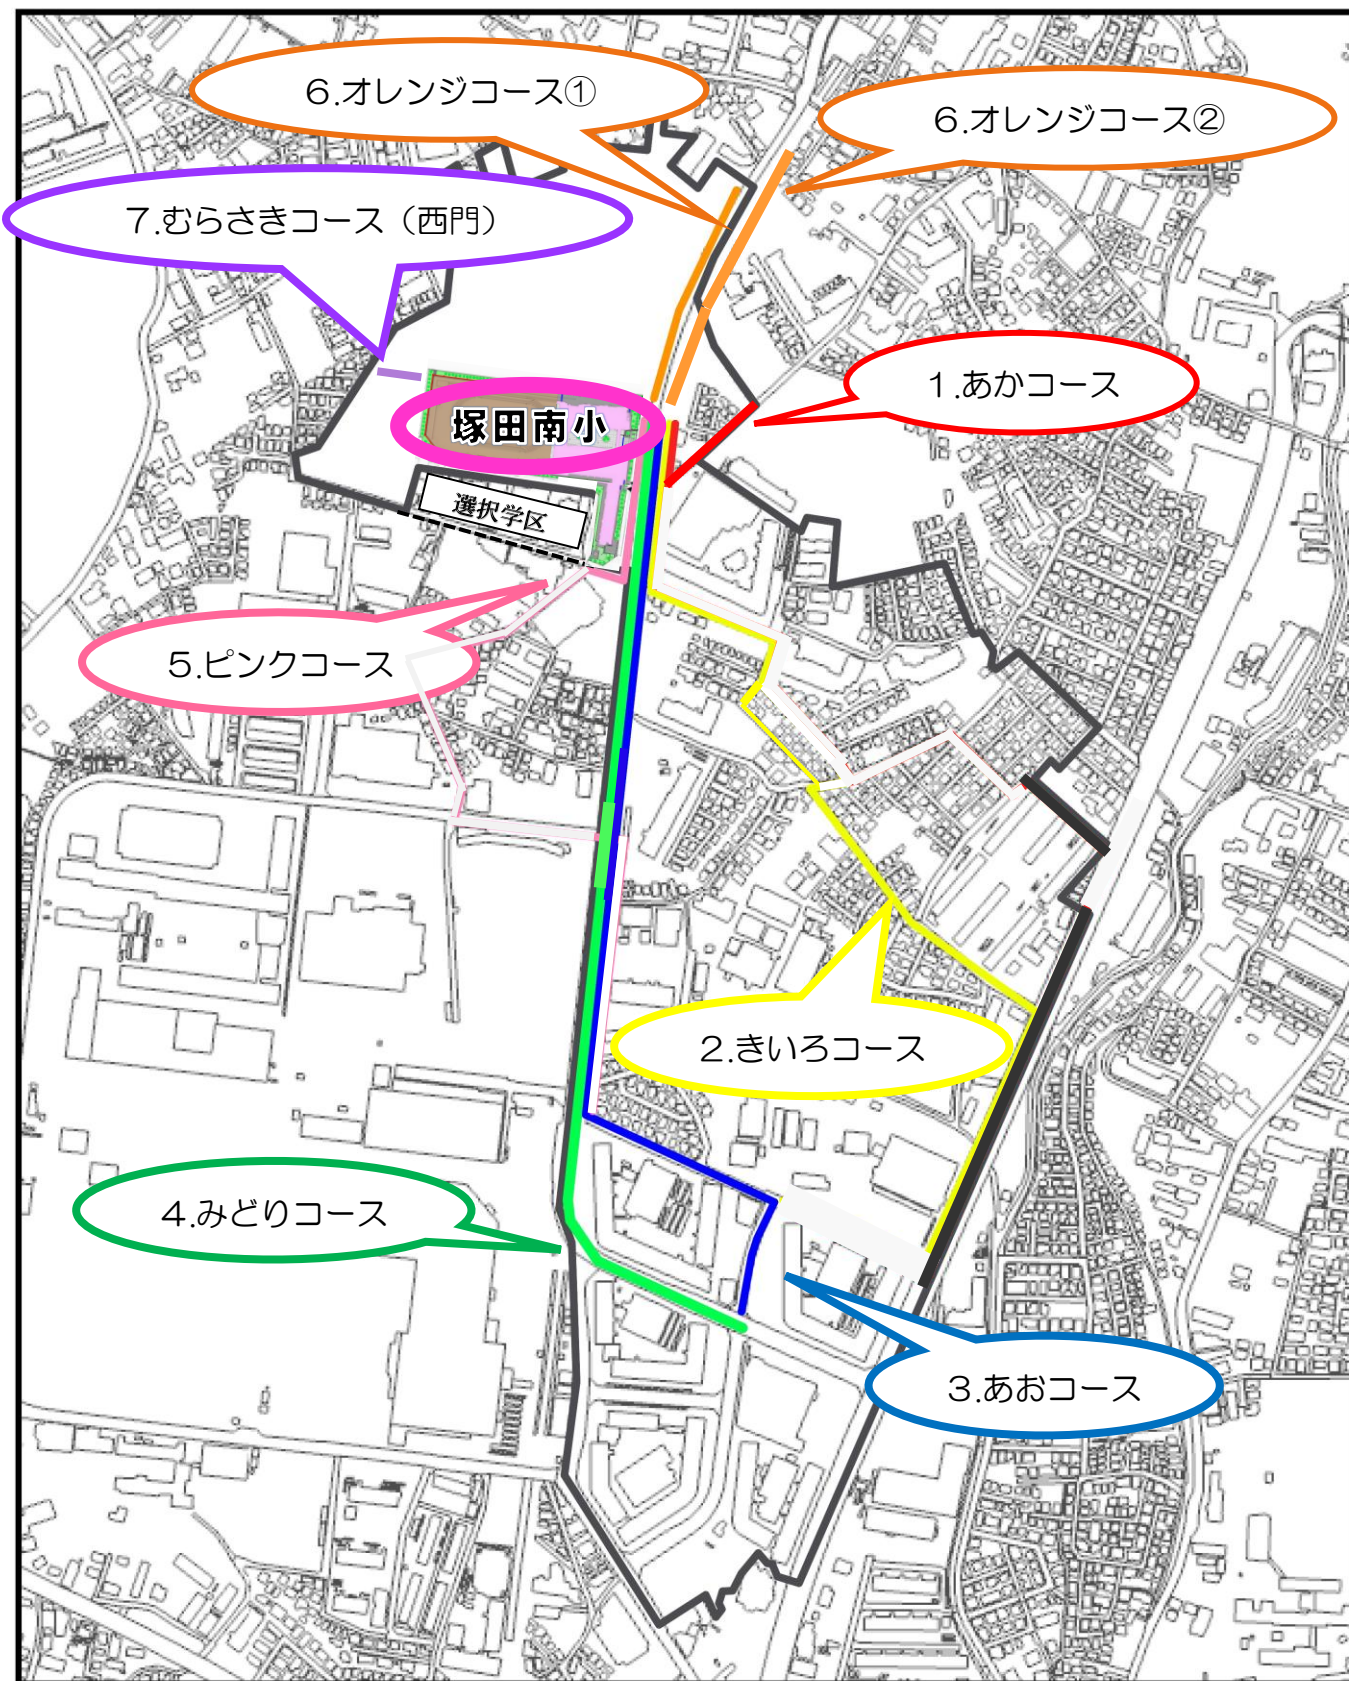 6.オレンジコース①
6.オレンジコース②
7.むらさきコース（西門）
1.あかコース
塚田南小
選択学区
5.ピンクコース
2.きいろコース
4.みどりコース
3.あおコース